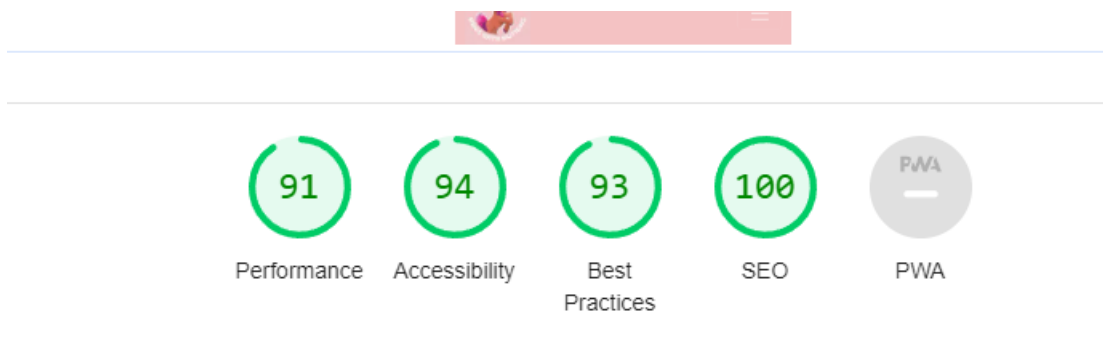 91
94
93
100
PWA
Performance
Accessibility
Best
Practices
SEO
PWA